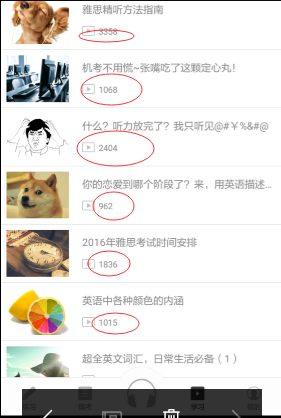 雅思精听方法指南
3358
机考不用慌~张嘴吃了这颗定心丸!
1068
什么?听力放完了?我只听见@#￥%&#@
2404
你的恋爱到哪个阶段了?来,用英语描述...
962
2016年雅思考试时间安排
1836
英语中各种颜色的内涵
1015
超全英文词汇,日常生活必备(1)
学习